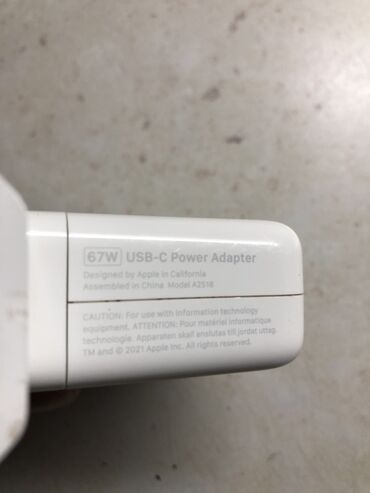 67W USB-C Power Adapter
Designed by Apple in California
Assembled in China Model A2518
CAUTION: For use with information technology
equipment. ATTENTION: Pour matériel informatique
technologie. Apparaten skall anslutas till jordat uttag.
TM and © 2021 Apple Inc. All rights reserved.